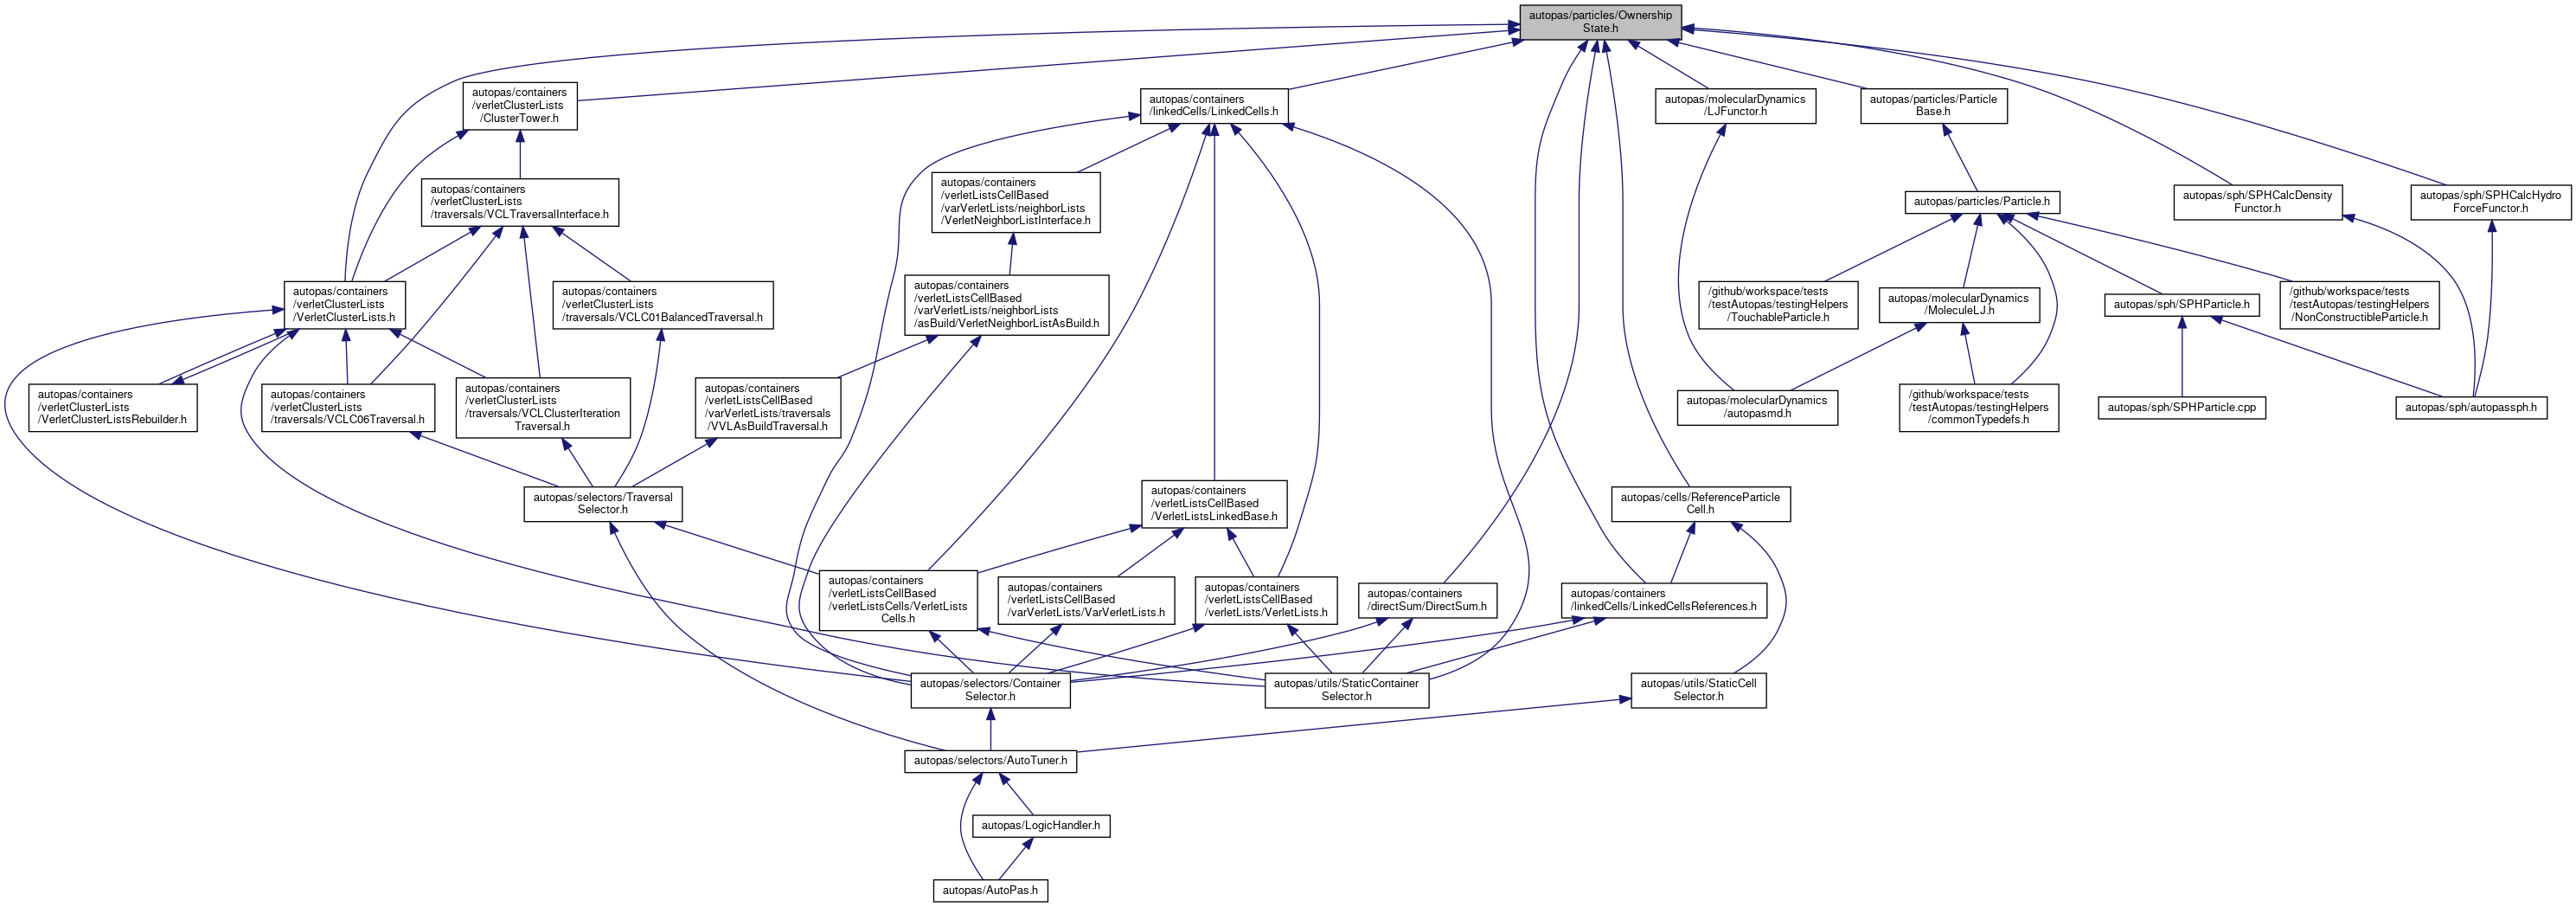 autopas/particles/Ownership
State.h
autopas/containers
/verletClusterLists
/ClusterTower.h
autopas/containers
/linkedCells/LinkedCells.h
autopas/molecularDynamics
/LJFunctor.h
autopas/particles/Particle
Base.h
autopas/containers
/verletClusterLists
/traversals/VCLTraversalInterface.h
autopas/containers
/verletListsCellBased
/varVerletLists/neighborLists
/VerletNeighborListInterface.h
autopas/particles/Particle.h
autopas/sph/SPHCalcDensity
Functor.h
autopas/sph/SPHCalcHydro
ForceFunctor.h
autopas/containers
/verletClusterLists
/VerletClusterLists.h
autopas/containers
/verletClusterLists
/traversals/VCLC01BalancedTraversal.h
autopas/containers
/verletListsCellBased
/varVerletLists/neighborLists
/asBuild/VerletNeighborListAsBuild.h
/github/workspace/tests
/testAutopas/testingHelpers
/TouchableParticle.h
autopas/molecularDynamics
/MoleculeLJ.h
autopas/sph/SPHParticle.h
/github/workspace/tests
/testAutopas/testingHelpers
/NonConstructibleParticle.h
autopas/containers
/verletClusterLists
/VerletClusterListsRebuilder.h
autopas/containers
/verletClusterLists
/traversals/VCLC06Traversal.h
autopas/containers
/verletClusterLists
/traversals/VCLClusterIteration
Traversal.h
autopas/containers
/verletListsCellBased
/varVerletLists/traversals
/VVLAsBuildTraversal.h
autopas/molecularDynamics
/autopasmd.h
/github/workspace/tests
/testAutopas/testingHelpers
/commonTypedefs.h
autopas/sph/SPHParticle.cpp
autopas/sph/autopassph.h
autopas/selectors/Traversal
Selector.h
autopas/containers
/verletListsCellBased
/VerletListsLinkedBase.h
autopas/cells/ReferenceParticle
Cell.h
autopas/containers
/verletListsCellBased
/verletListsCells/VerletLists
Cells.h
autopas/containers
/verletListsCellBased
/varVerletLists/VarVerletLists.h
autopas/containers
/verletListsCellBased
/verletLists/VerletLists.h
autopas/containers
/directSum/DirectSum.h
autopas/containers
/linkedCells/LinkedCellsReferences.h
autopas/selectors/Container
Selector.h
autopas/utils/StaticContainer
Selector.h
autopas/utils/StaticCell
Selector.h
autopas/selectors/AutoTuner.h
autopas/LogicHandler.h
autopas/AutoPas.h